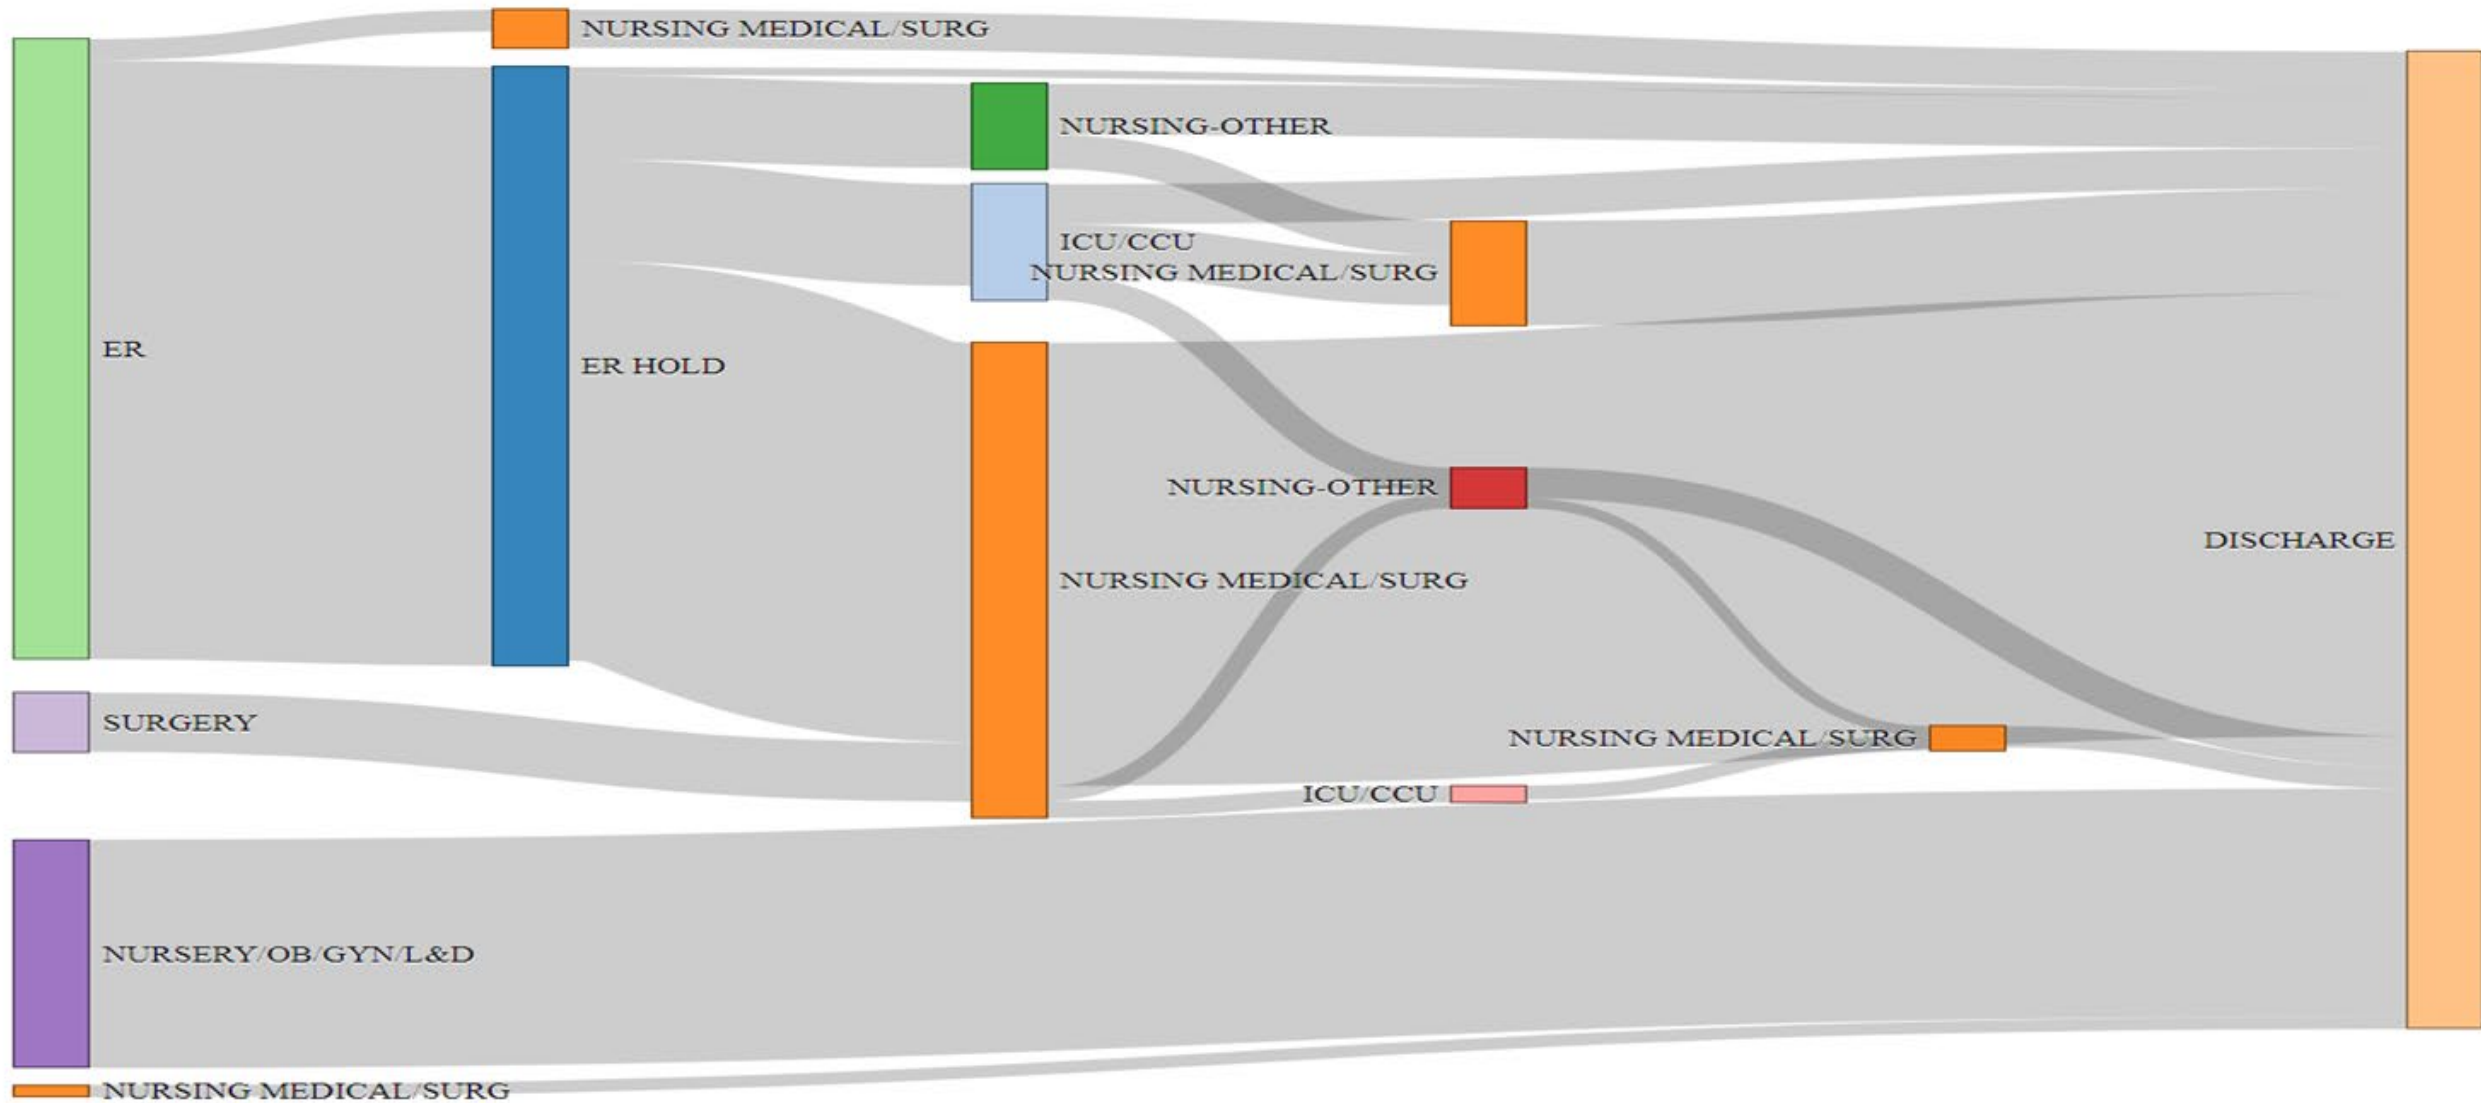 NURSING MEDICAL/SURG
NURSING-OTHER
ICU/CCU
NURSING MEDICAL/SURG
ER
ER HOLD
NURSING-OTHER
DISCHARGE
NURSING MEDICAL/SURG
SURGERY
NURSING MEDICAL/SURG
ICU/CCU
NURSERY/OB/GYN/L&D
NURSING MEDICAL/SURG